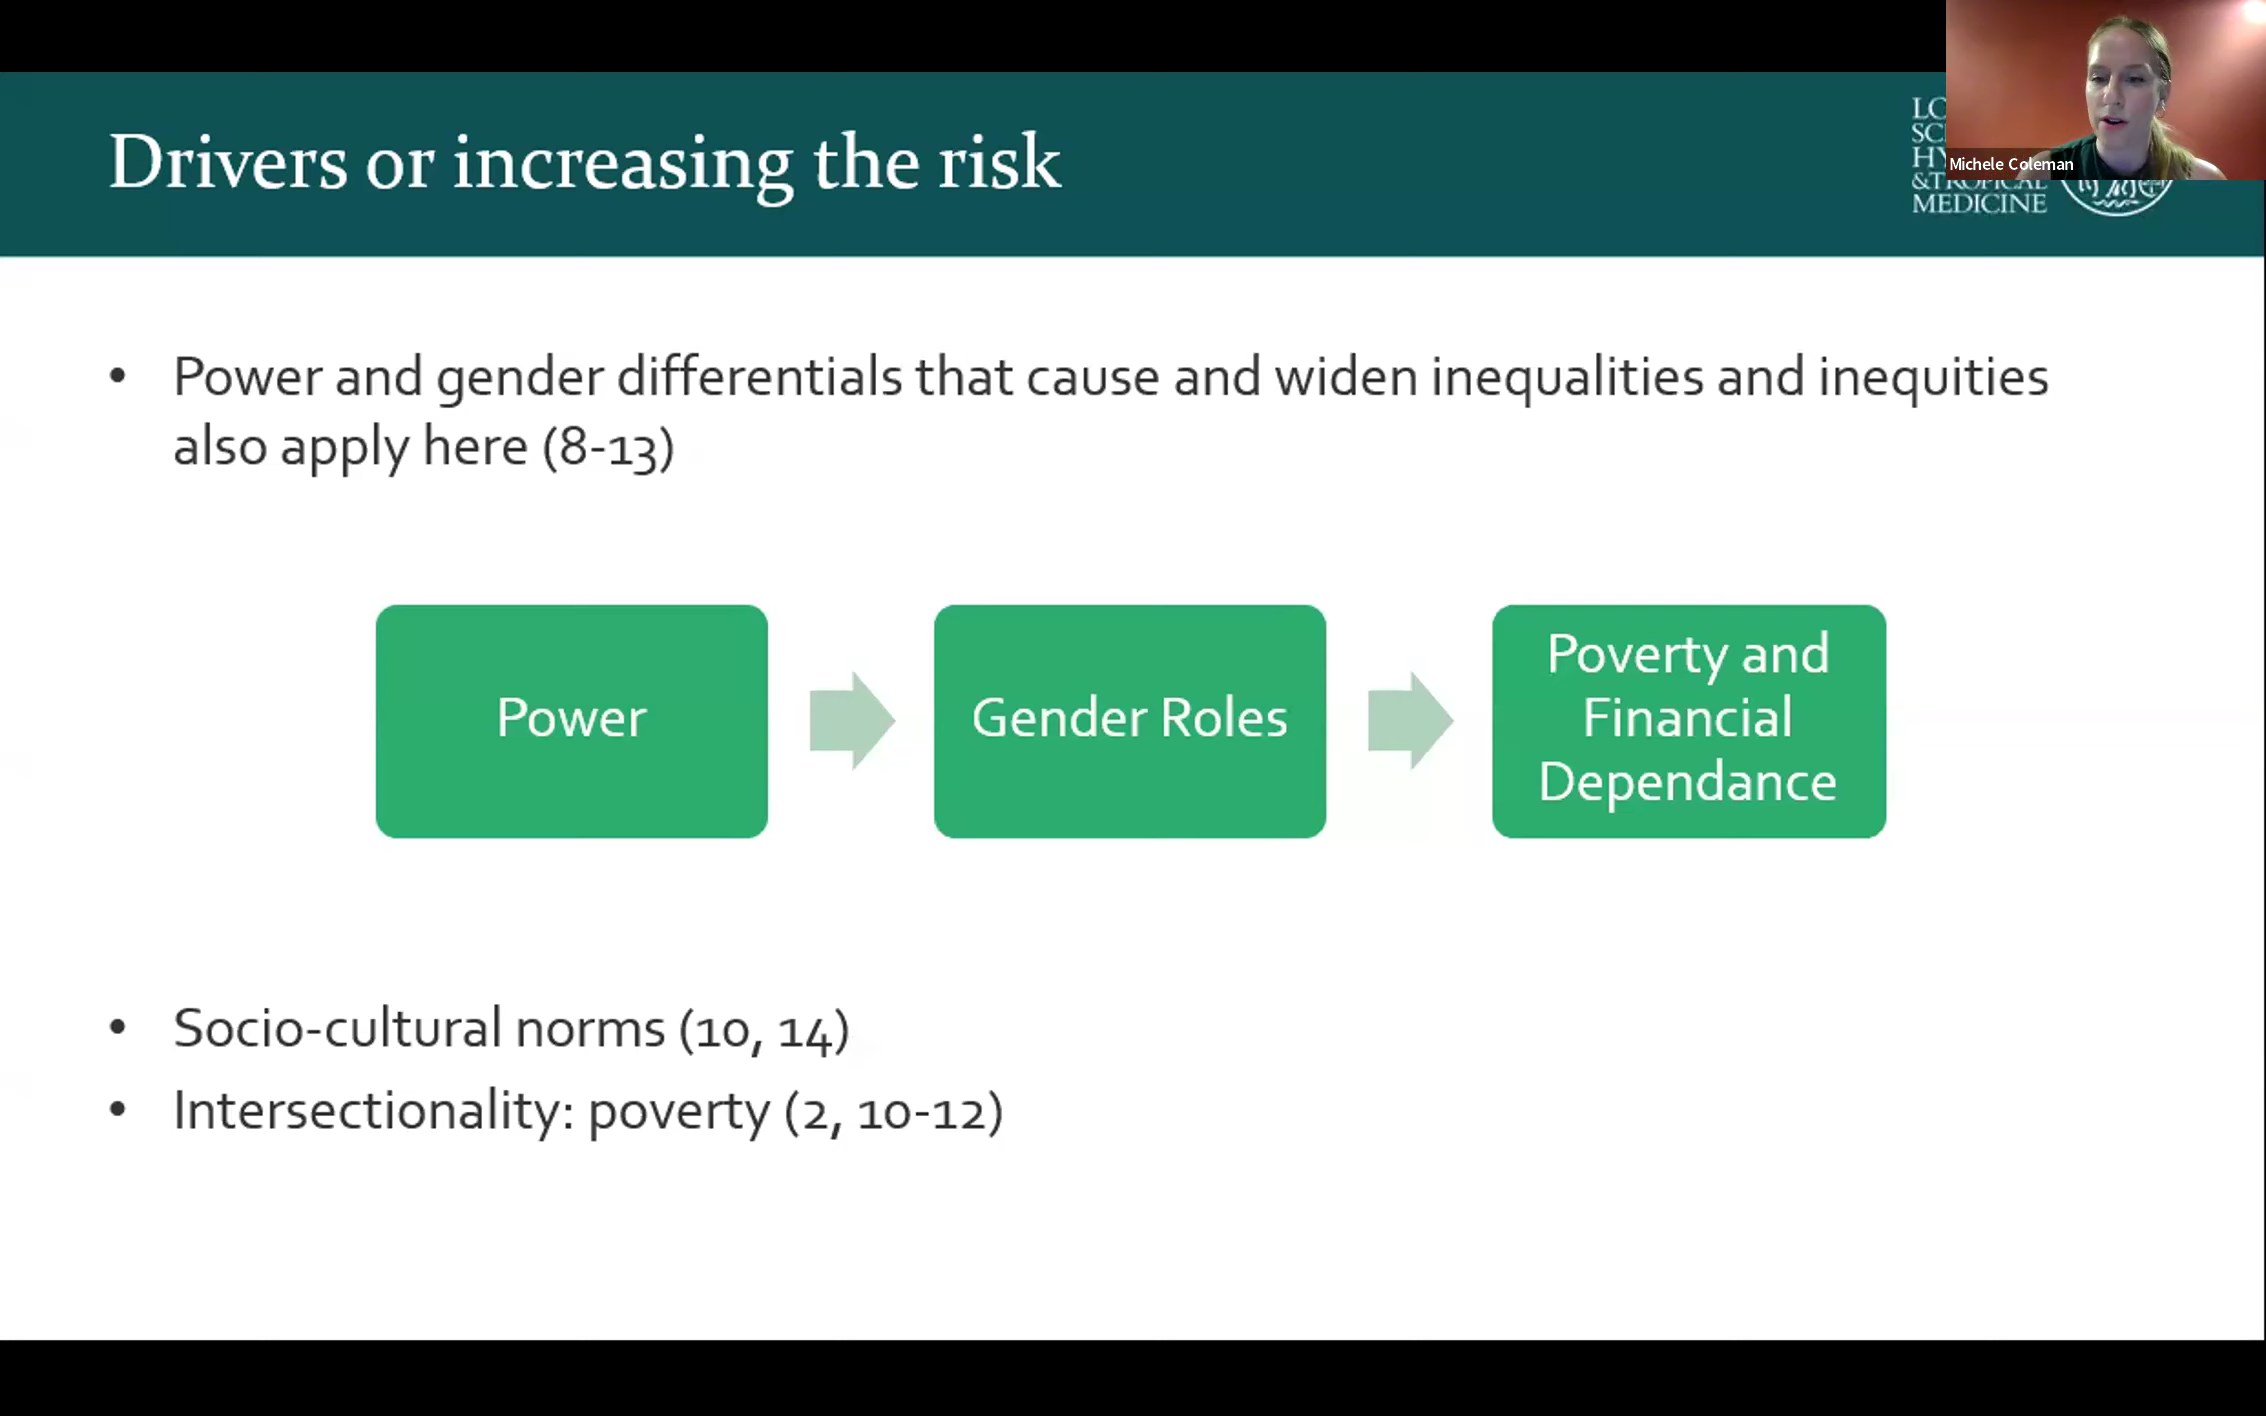 Drivers or increasing the risk
&TROPICAL
MEDICINE
Michele Coleman
• Power and gender differentials that cause and widen inequalities and inequities
also apply here (8-13)
Power
Gender Roles
Poverty and
Financial
Dependance
• Socio-cultural norms (10, 14)
• Intersectionality: poverty (2, 10-12)